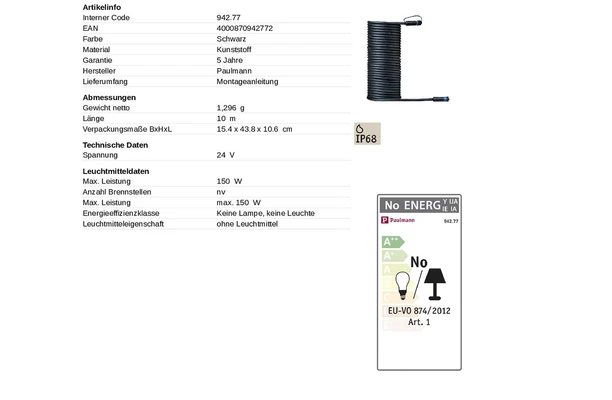 Artikelinfo
Interner Code 942.77
EAN 4000870942772
Farbe Schwarz
Material Kunststoff
Garantie 5 Jahre
Hersteller Paulmann
Lieferumfang Montageanleitung
Abmessungen
Gewicht netto 1,296 g
Länge 10 m
Verpackungsmaße BxHxL 15.4 x 43.8 x 10.6 cm
Technische Daten
Spannung 24 V
Leuchtmitteldaten
Max. Leistung 150 W
Anzahl Brennstellen nv
Max. Leistung max. 150 W
Energieeffizienzklasse Keine Lampe, keine Leuchte
Leuchtmitteleigenschaft ohne Leuchtmittel
IP68
No ENERG Y IJA
IE IA
P Paulmann 942.77
A++
A+
A
No
EU-VO 874/2012
Art. 1